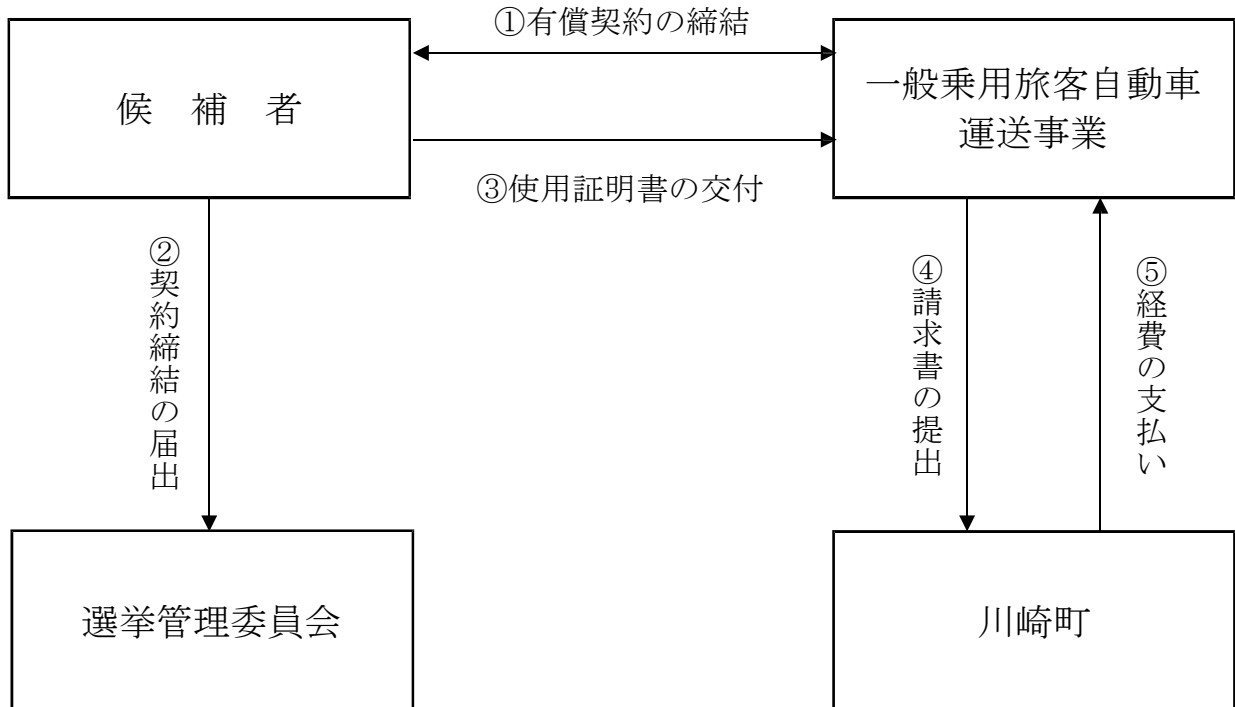 ①有償契約の締結
候　補　者
一般乗用旅客自動車
運送事業
③使用証明書の交付
②契約締結の届出
④請求書の提出
⑤経費の支払い
選挙管理委員会
川崎町